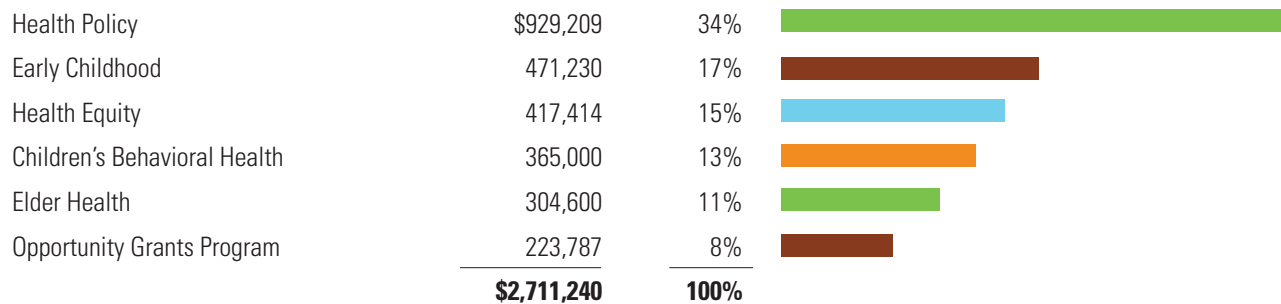 Health Policy $929,209 34%
Early Childhood 471,230 17%
Health Equity 417,414 15%
Children’s Behavioral Health 365,000 13%
Elder Health 304,600 11%
Opportunity Grants Program 223,787 8%
$2,711,240 100%